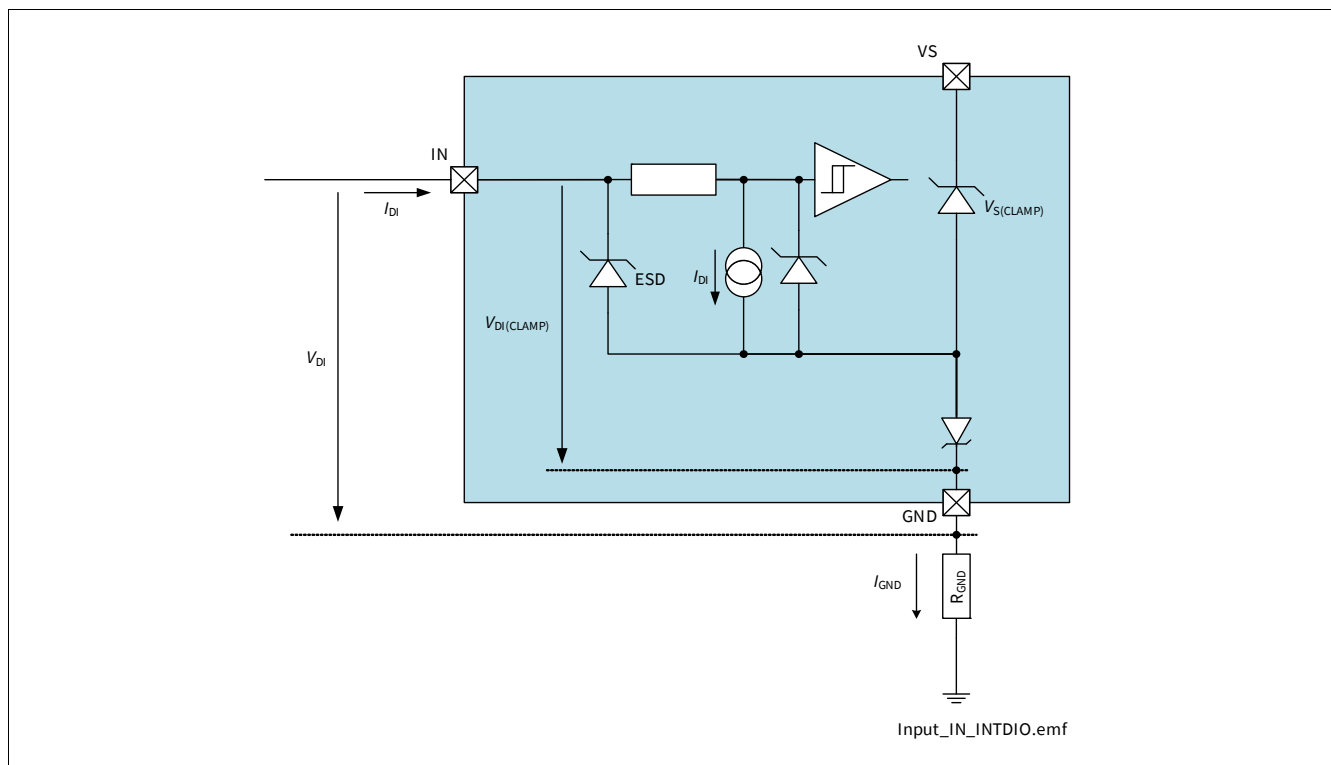 VS
IN
I_DI
V_S(CLAMP)
ESD
I_DI
V_DI(CLAMP)
V_DI
GND
I_GND
R_GND
Input_IN_INTDIO.emf